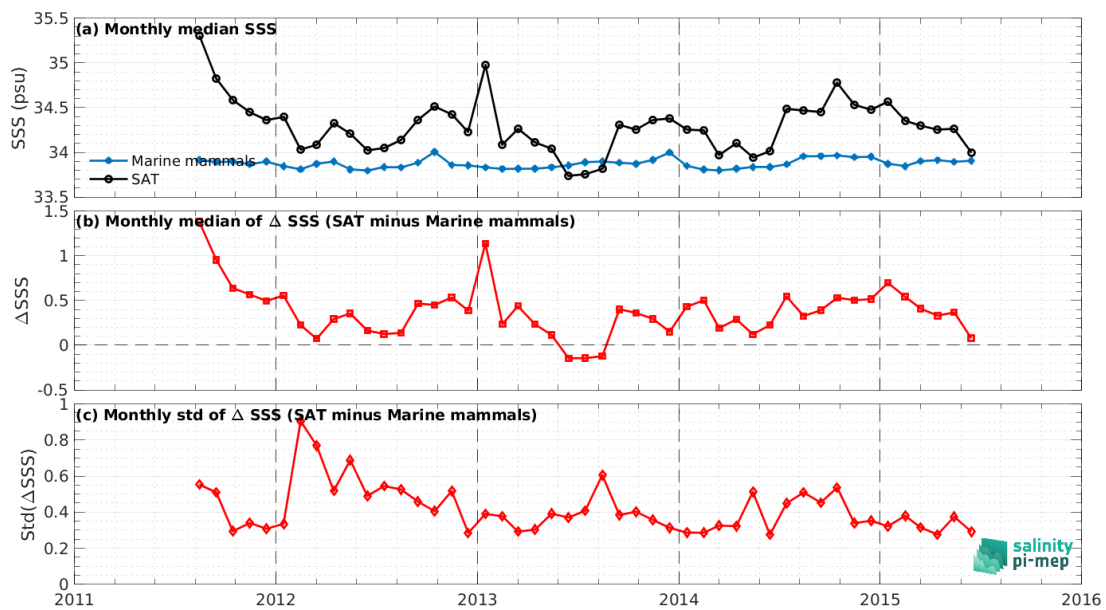 35.5
(a) Monthly median SSS
35
SSS (psu)
34.5
34
Marine mammals
SAT
33.5
1.5
(b) Monthly median of Δ SSS (SAT minus Marine mammals)
1
ΔSSS
0.5
0
-0.5
1
(c) Monthly std of Δ SSS (SAT minus Marine mammals)
0.8
0.6
Std(ΔSSS)
0.4
0.2
salinity
pi-mep
0
2011 2012 2013 2014 2015 2016